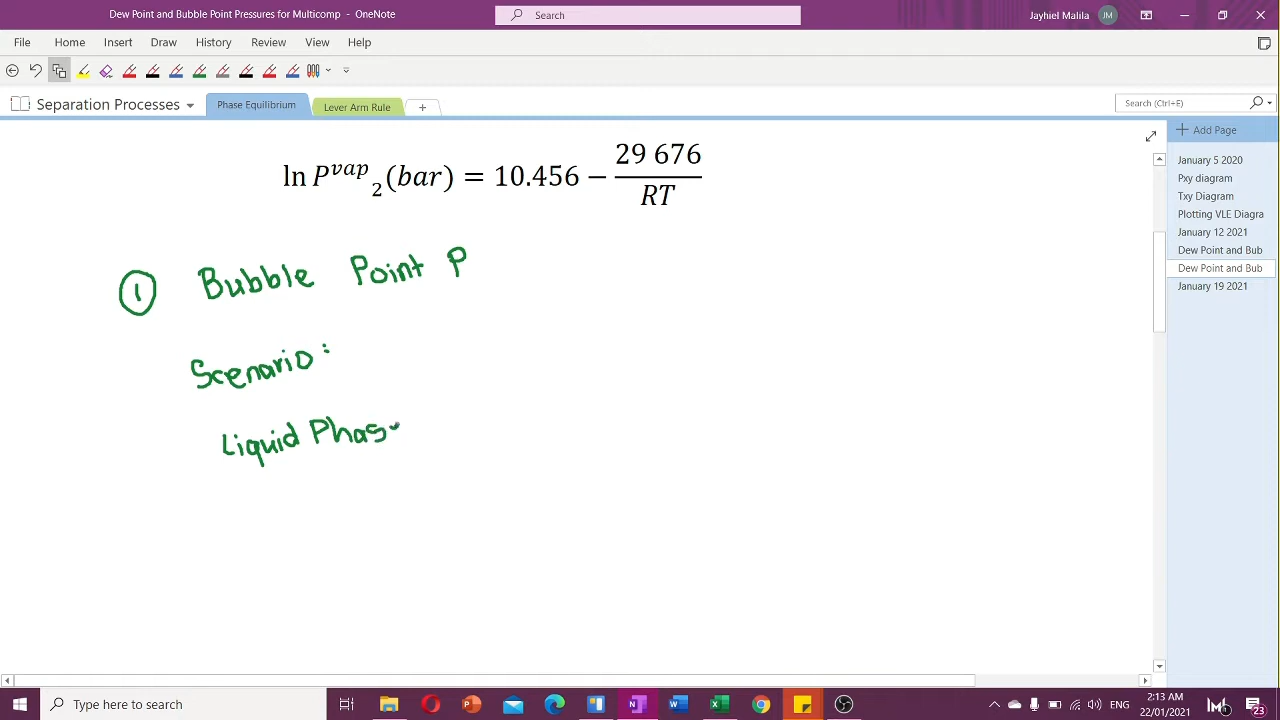 Dew Point and Bubble Point Pressures for Multicomp - OneNote
Search
Jayhiel Malila JM
File Home Insert Draw History Review View Help
Separation Processes Phase Equilibrium Lever Arm Rule +
Search (Ctrl+E)
Add Page
January 5 2020
Pxy diagram
Txy Diagram
Plotting VLE Diagra
January 12 2021
Dew Point and Bub
Dew Point and Bub
January 19 2021
ln P^vap_2 (bar) = 10.456 − 29 676 / RT
① Bubble Point P
Scenario:
Liquid Phas
Type here to search
2:13 AM
22/01/2021
23